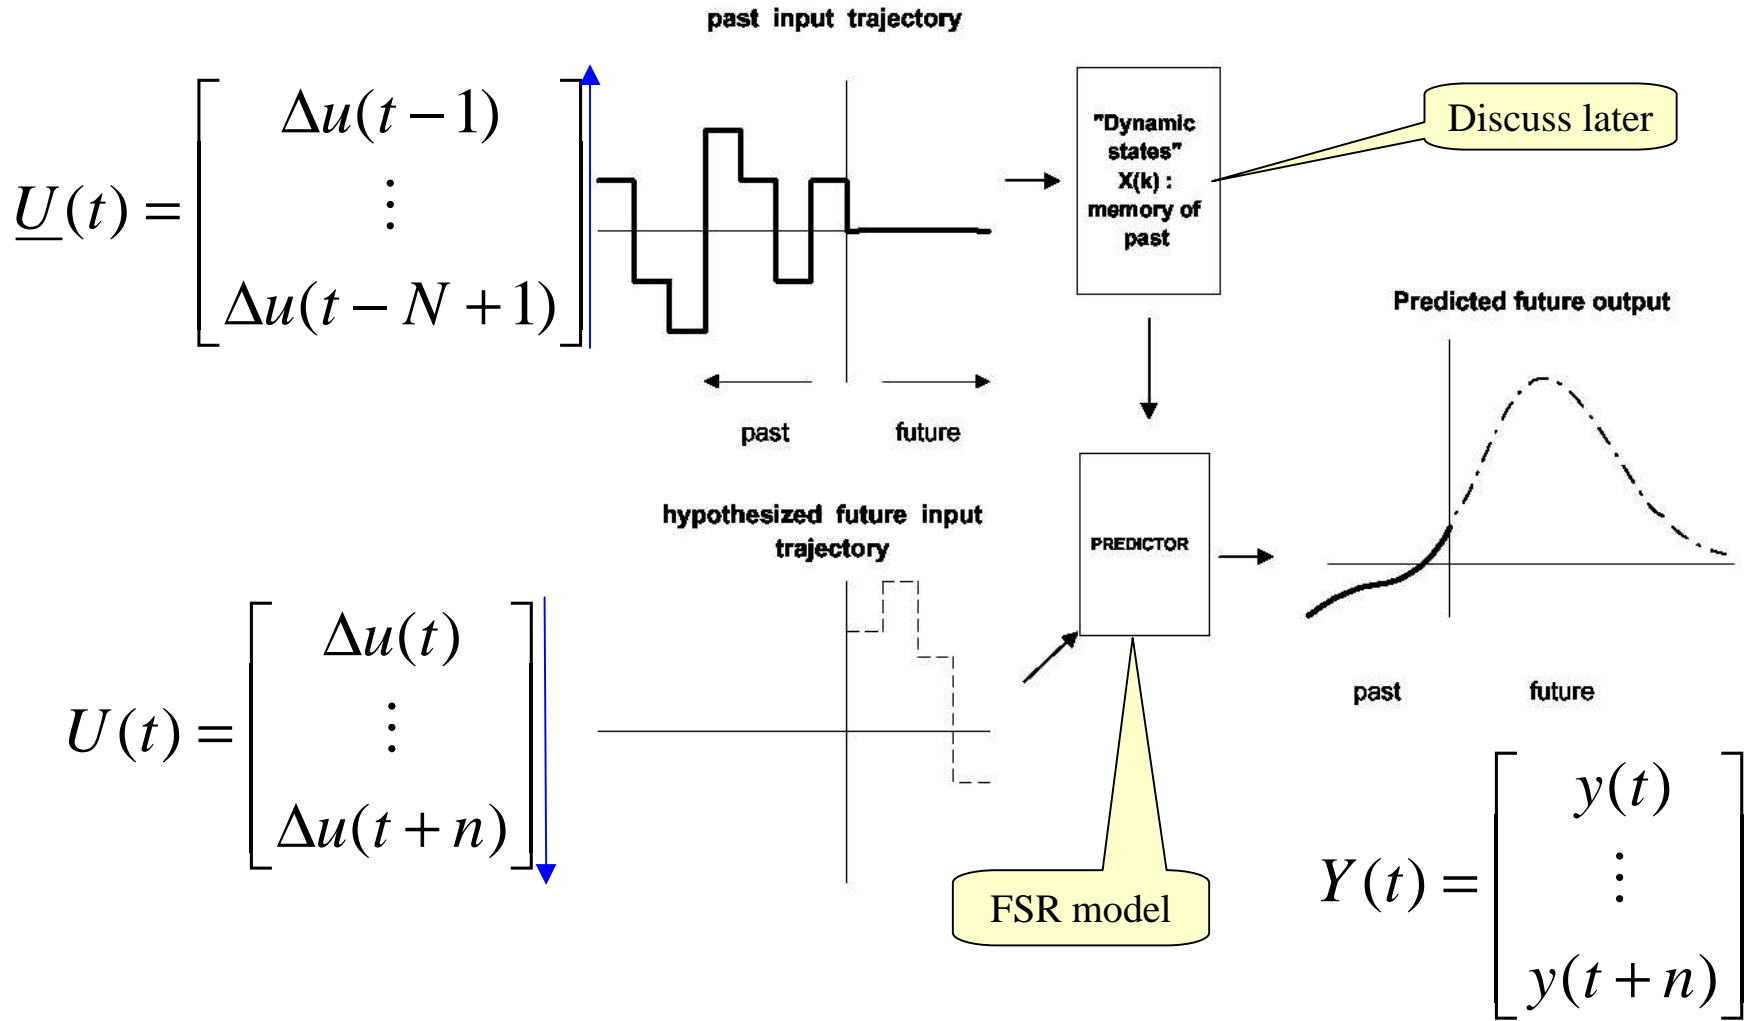 past input trajectory
U(t) = [ Δu(t − 1)
⋮
Δu(t − N + 1) ]
"Dynamic
states"
X(k) :
memory of
past
Discuss later
past future
Predicted future output
hypothesized future input
trajectory
PREDICTOR
past future
U(t) = [ Δu(t)
⋮
Δu(t + n) ]
FSR model
Y(t) = [ y(t)
⋮
y(t + n) ]